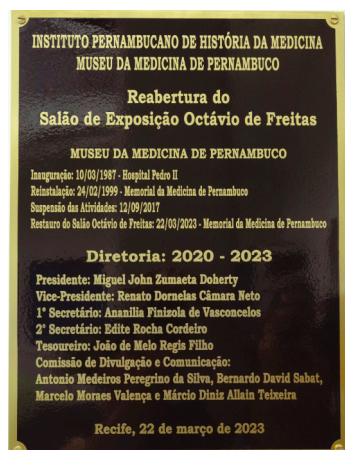 INSTITUTO PERNAMBUCANO DE HISTÓRIA DA MEDICINA
MUSEU DA MEDICINA DE PERNAMBUCO
Reabertura do
Salão de Exposição Octávio de Freitas
MUSEU DA MEDICINA DE PERNAMBUCO
Inauguração: 10/03/1987 - Hospital Pedro II
Reinstalação: 24/02/1999 - Memorial da Medicina de Pernambuco
Suspensão das Atividades: 12/09/2017
Restauro do Salão Octávio de Freitas: 22/03/2023 - Memorial da Medicina de Pernambuco
Diretoria: 2020 - 2023
Presidente: Miguel John Zumaeta Doherty
Vice-Presidente: Renato Dornelas Câmara Neto
1º Secretário: Ananilia Finizola de Vasconcelos
2º Secretário: Edite Rocha Cordeiro
Tesoureiro: João de Melo Regis Filho
Comissão de Divulgação e Comunicação:
Antonio Medeiros Peregrino da Silva, Bernardo David Sabat,
Marcelo Moraes Valença e Márcio Diniz Allain Teixeira
Recife, 22 de março de 2023